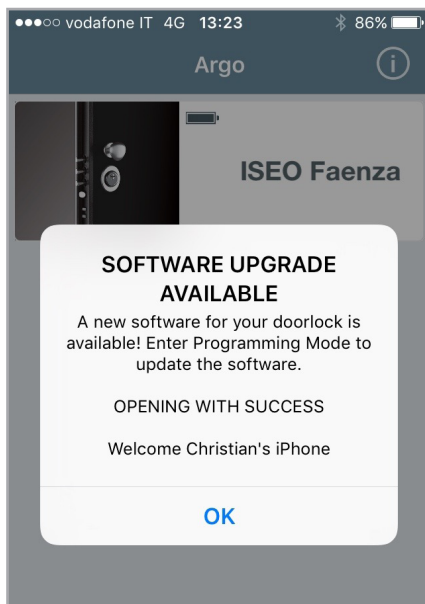 vodafone IT 4G 13:23 86%
Argo
ISEO Faenza
SOFTWARE UPGRADE
AVAILABLE
A new software for your doorlock is
available! Enter Programming Mode to
update the software.
OPENING WITH SUCCESS
Welcome Christian's iPhone
OK